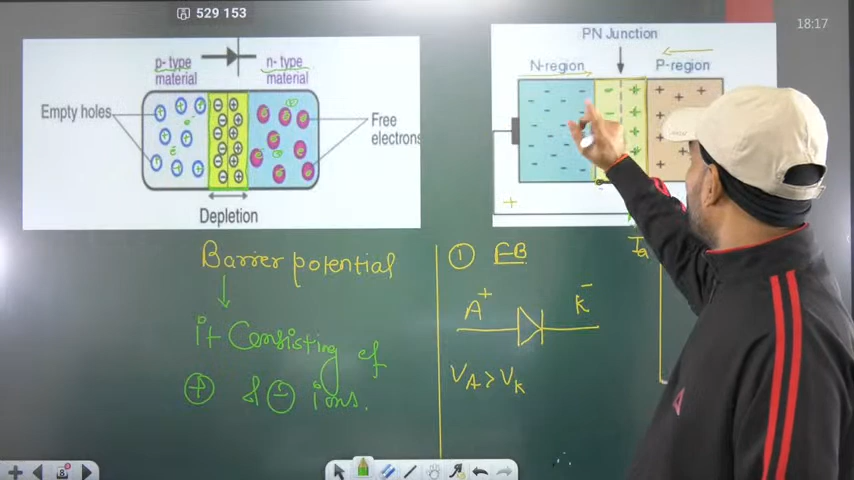 529 153
18:17
p- type
material
n- type
material
Empty holes
Free
electrons
Depletion
PN Junction
N-region
P-region
+
Barrier potential
it Consisting of
+ & - ions.
① FB
A+
K-
VA > VK
8